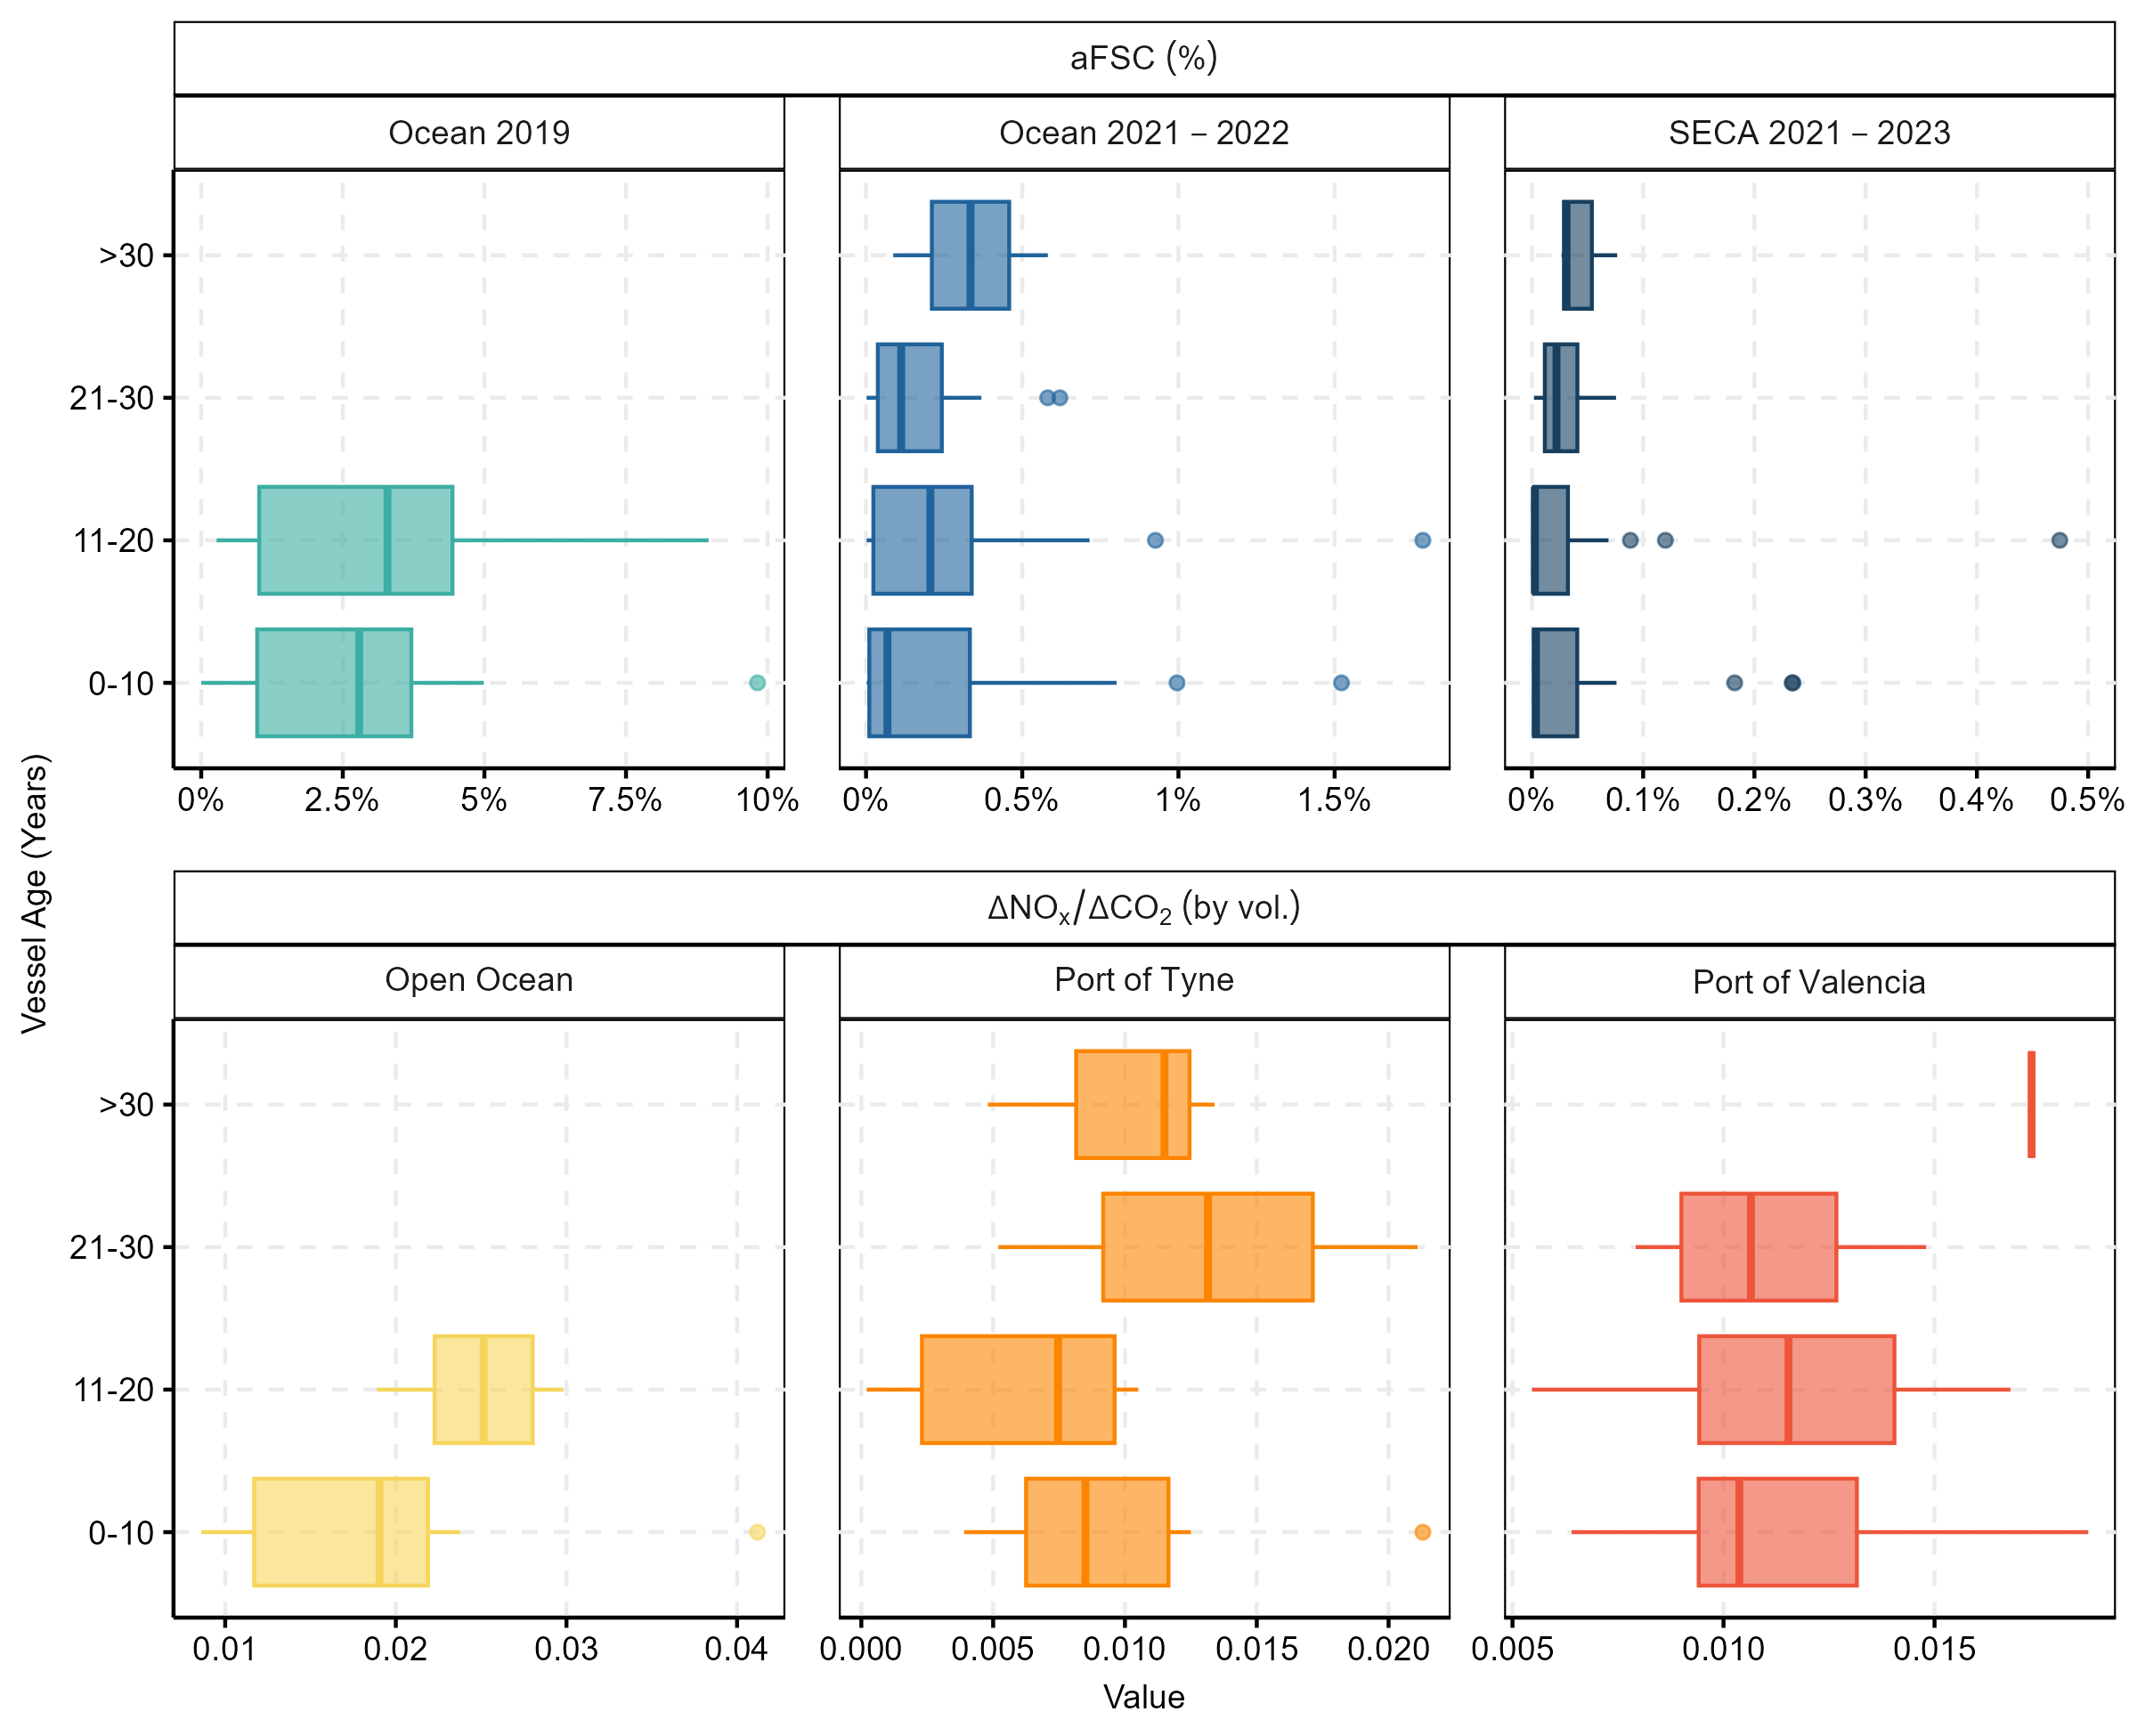 aFSC (%)
Ocean 2019
Ocean 2021 – 2022
SECA 2021 – 2023
>30
21-30
11-20
0-10
0% 2.5% 5% 7.5% 10%
0% 0.5% 1% 1.5%
0% 0.1% 0.2% 0.3% 0.4% 0.5%
Vessel Age (Years)
ΔNOₓ/ΔCO₂ (by vol.)
Open Ocean
Port of Tyne
Port of Valencia
>30
21-30
11-20
0-10
0.01 0.02 0.03 0.04
0.000 0.005 0.010 0.015 0.020
0.005 0.010 0.015
Value